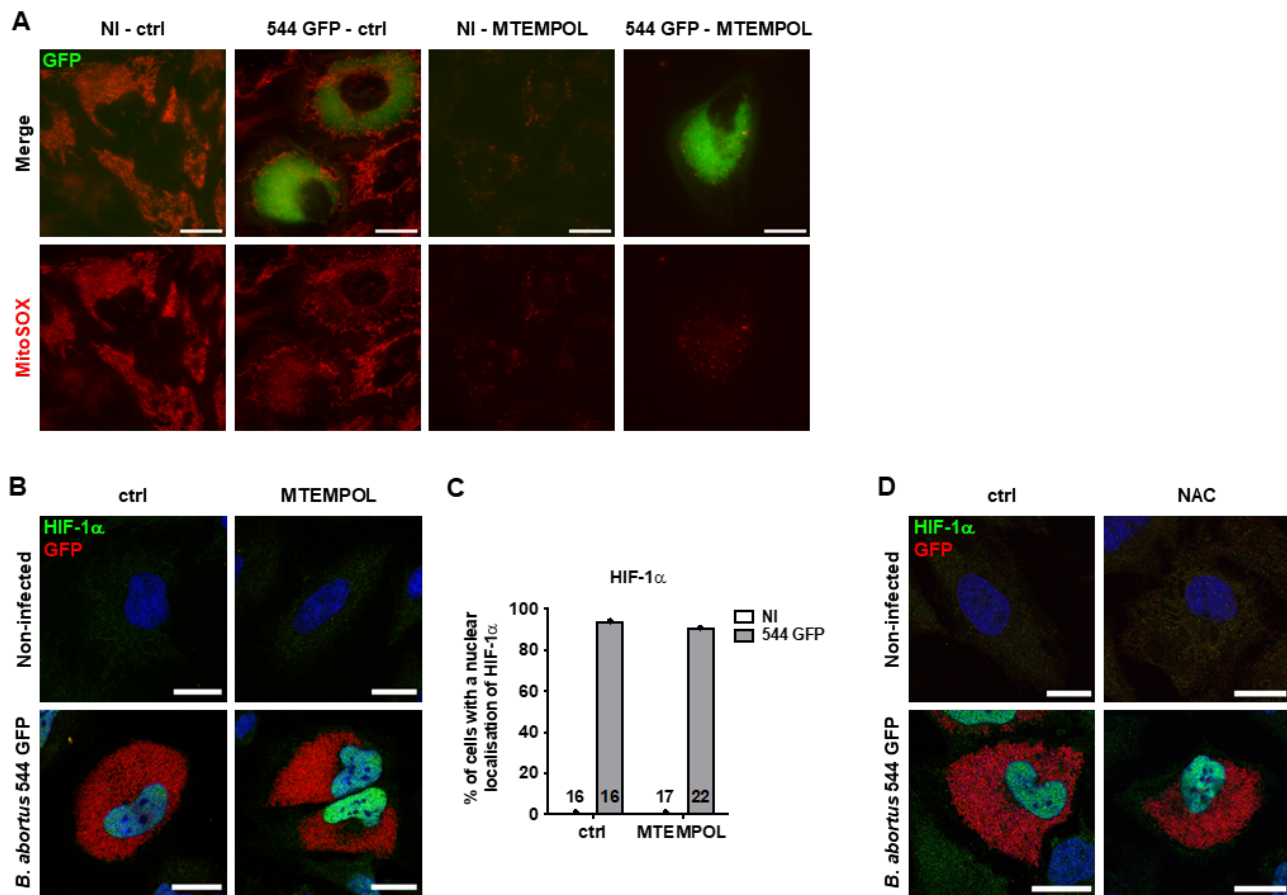 A
NI - ctrl
544 GFP - ctrl
NI - MTEMPOL
544 GFP - MTEMPOL
GFP
Merge
MitoSOX
B
ctrl
MTEMPOL
HIF-1α
GFP
Non-infected
B. abortus 544 GFP
C
HIF-1α
% of cells with a nuclear
localisation of HIF-1α
100
80
60
40
20
0
16
16
17
22
ctrl
MTEMPOL
NI
544 GFP
D
ctrl
NAC
HIF-1α
GFP
Non-infected
B. abortus 544 GFP